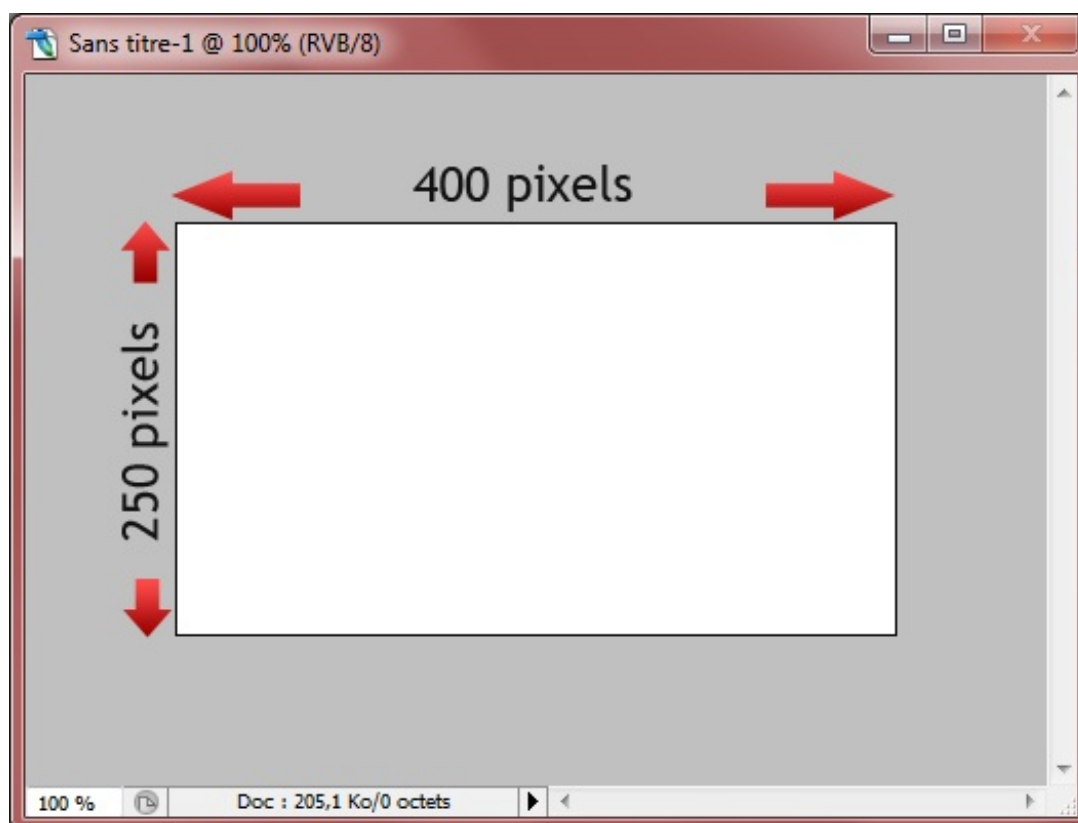 Sans titre-1 @ 100% (RVB/8)
400 pixels
250 pixels
100 %
Doc : 205,1 Ko/0 octets